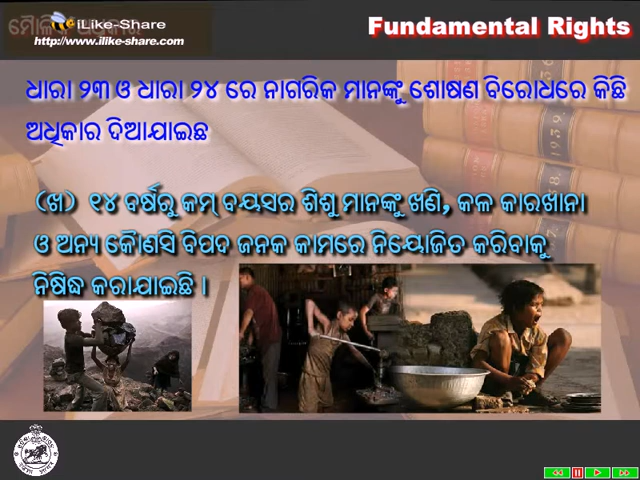 ମୌଳିକ ଅଧିକାର
iLike-Share
http://www.ilike-share.com
Fundamental Rights
ଧାରା ୨୩ ଓ ଧାରା ୨୪ ରେ ନାଗରିକ ମାନଙ୍କୁ ଶୋଷଣ ବିରୋଧରେ କିଛି
ଅଧିକାର ଦିଆଯାଇଛ
(ଖ) ୧୪ ବର୍ଷରୁ କମ୍ ବୟସର ଶିଶୁ ମାନଙ୍କୁ ଖଣି, କଳ କାରଖାନା
ଓ ଅନ୍ୟ କୌଣସି ବିପଦ ଜନକ କାମରେ ନିୟୋଜିତ କରିବାକୁ
ନିଷିଦ୍ଧ କରାଯାଇଛି ।